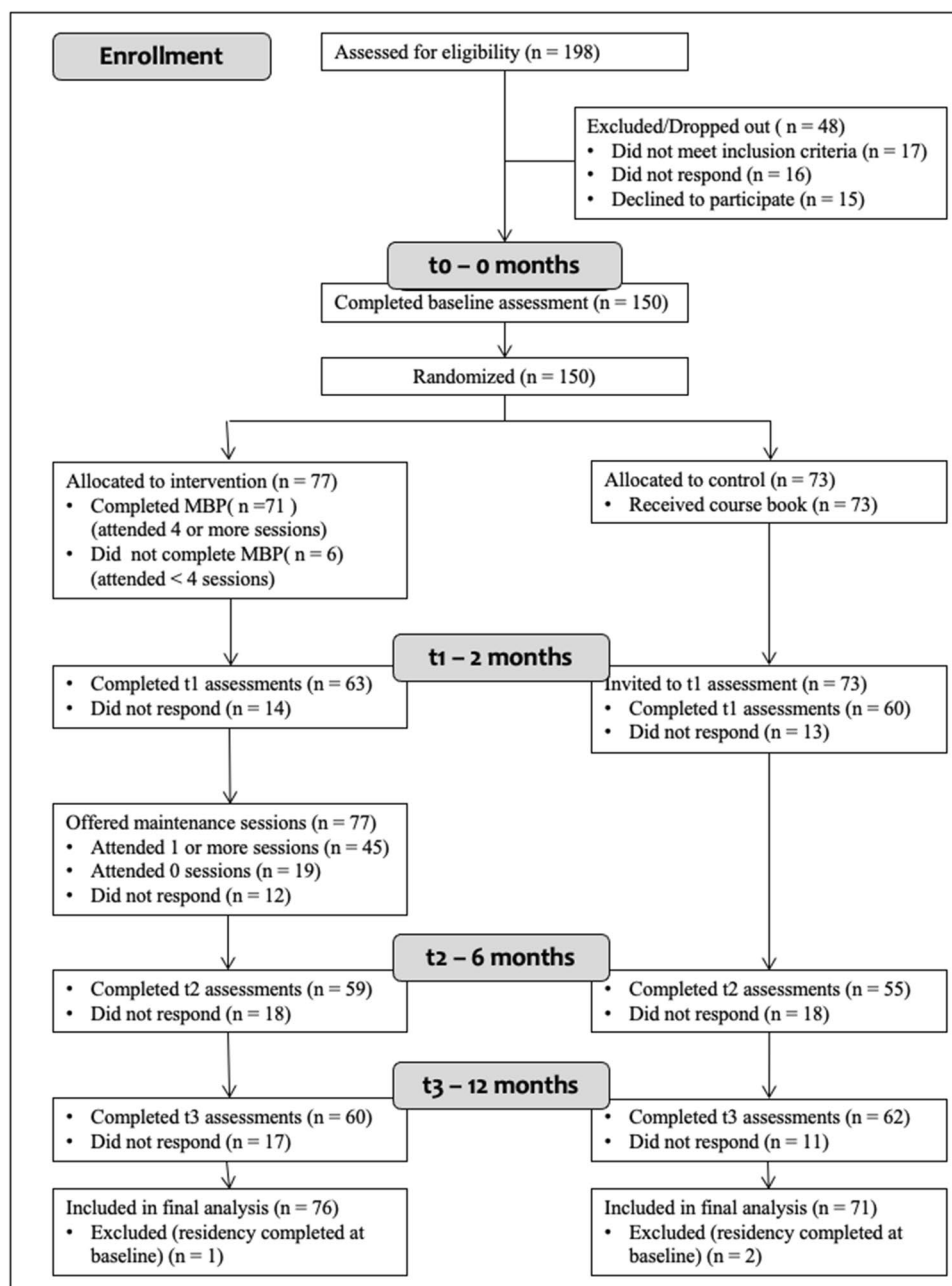 Enrollment
Assessed for eligibility (n = 198)
Excluded/Dropped out ( n = 48)
• Did not meet inclusion criteria (n = 17)
• Did not respond (n = 16)
• Declined to participate (n = 15)
t0 – 0 months
Completed baseline assessment (n = 150)
Randomized (n = 150)
Allocated to intervention (n = 77)
• Completed MBP( n =71 )
(attended 4 or more sessions)
• Did  not complete MBP( n = 6)
(attended < 4 sessions)
Allocated to control (n = 73)
• Received course book (n = 73)
t1 – 2 months
• Completed t1 assessments (n = 63)
• Did not respond (n = 14)
Invited to t1 assessment (n = 73)
• Completed t1 assessments (n = 60)
• Did not respond (n = 13)
Offered maintenance sessions (n = 77)
• Attended 1 or more sessions (n = 45)
• Attended 0 sessions (n = 19)
• Did not respond (n = 12)
t2 – 6 months
• Completed t2 assessments (n = 59)
• Did not respond (n = 18)
• Completed t2 assessments (n = 55)
• Did not respond (n = 18)
t3 – 12 months
• Completed t3 assessments (n = 60)
• Did not respond (n = 17)
• Completed t3 assessments (n = 62)
• Did not respond (n = 11)
Included in final analysis (n = 76)
• Excluded (residency completed at
baseline) (n = 1)
Included in final analysis (n = 71)
• Excluded (residency completed at
baseline) (n = 2)